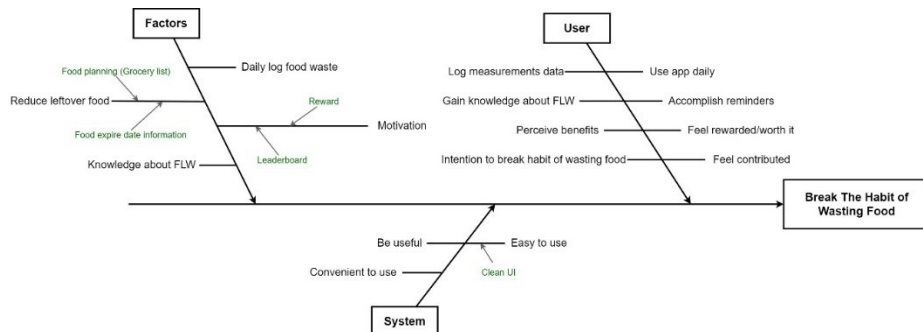 Factors
User
Daily log food waste
Food planning (Grocery list)
Reduce leftover food
Food expire date information
Reward
Motivation
Leaderboard
Knowledge about FLW
Log measurements data
Use app daily
Gain knowledge about FLW
Accomplish reminders
Perceive benefits
Feel rewarded/worth it
Intention to break habit of wasting food
Feel contributed
Break The Habit of
Wasting Food
Be useful
Easy to use
Clean UI
Convenient to use
System